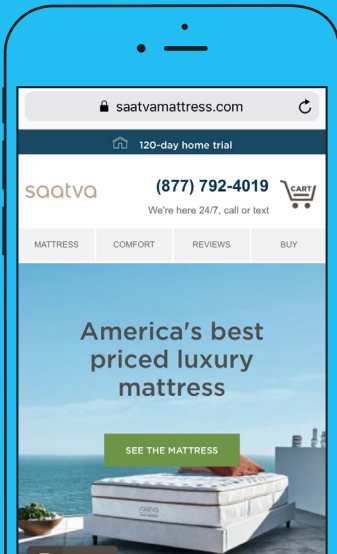 saatvamattress.com
120-day home trial
saatva
(877) 792-4019
CART
We're here 24/7, call or text
MATTRESS COMFORT REVIEWS BUY
America's best
priced luxury
mattress
SEE THE MATTRESS
saatva